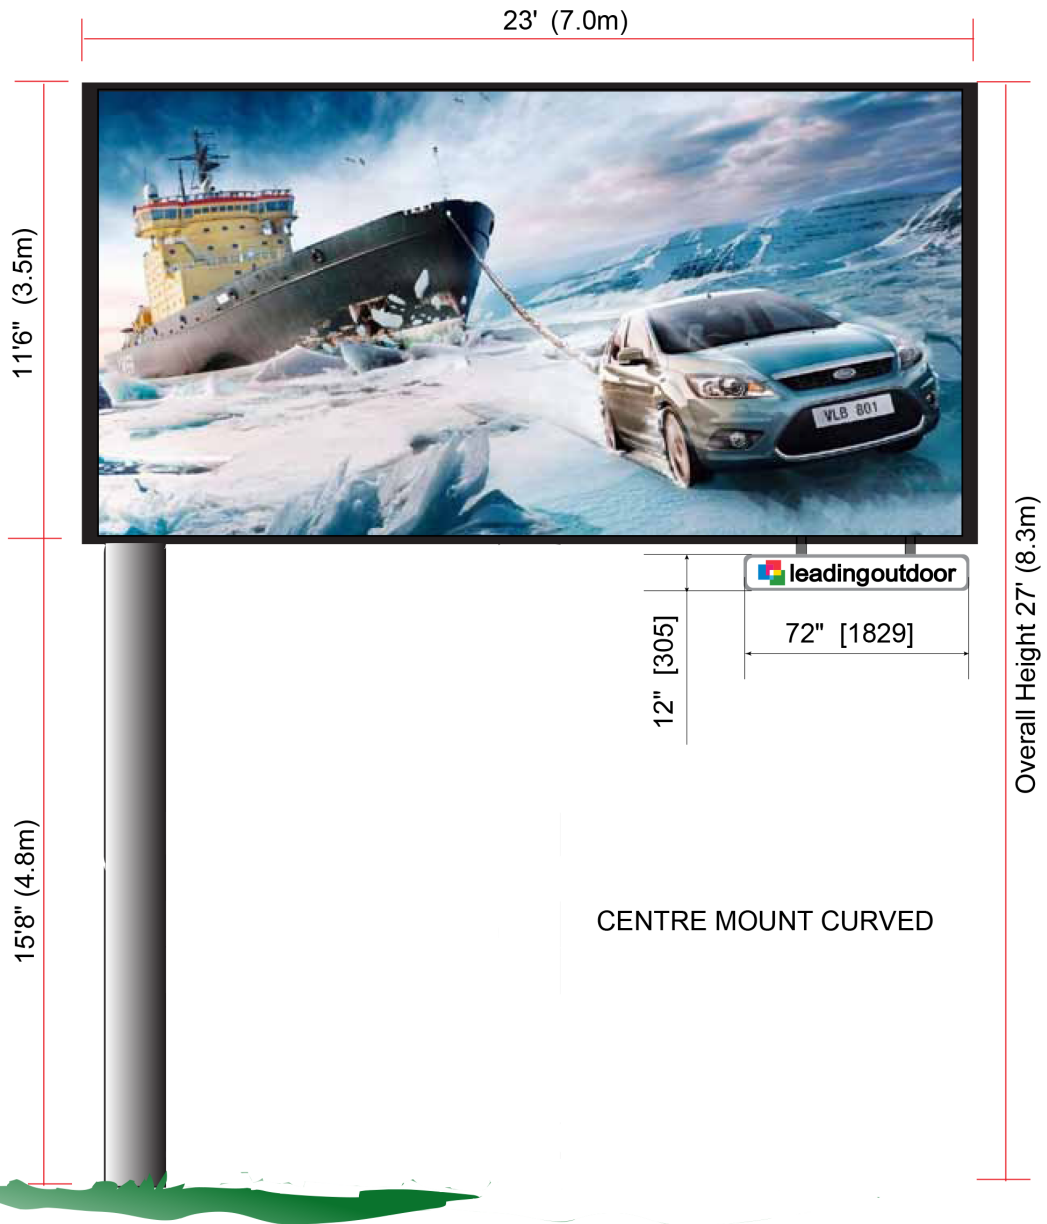 23' (7.0m)
11'6" (3.5m)
VLB 801
leadingoutdoor
72" [1829]
12" [305]
Overall Height 27' (8.3m)
15'8" (4.8m)
CENTRE MOUNT CURVED